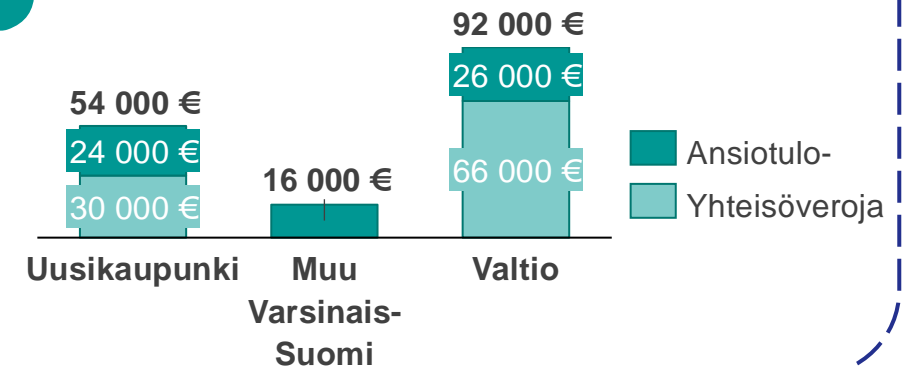 92 000 €
26 000 €
66 000 €
54 000 €
24 000 €
30 000 €
16 000 €
Ansiotulo-
Yhteisöveroja
Uusikaupunki
Muu
Varsinais-
Suomi
Valtio